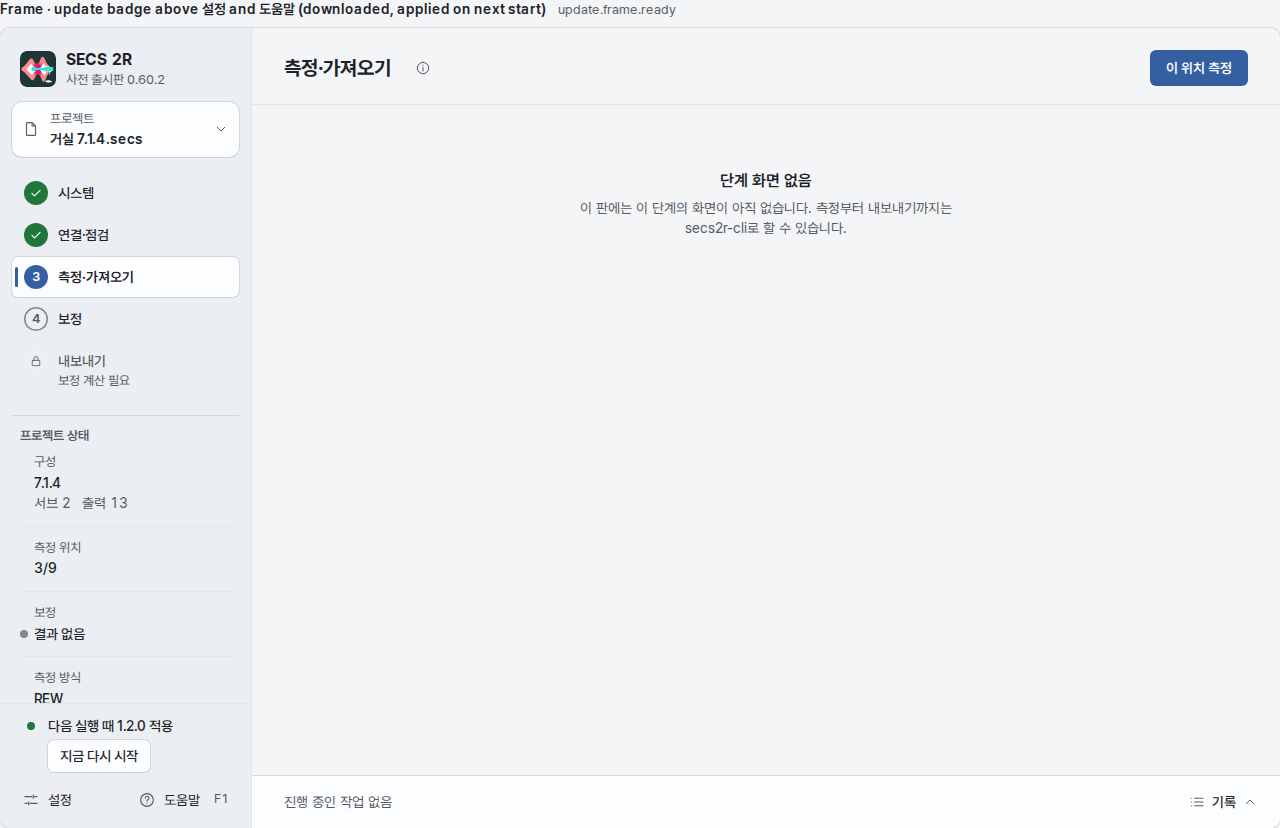 Frame · update badge above 설정 and 도움말 (downloaded, applied on next start) update.frame.ready
SECS 2R
사전 출시판 0.60.2
프로젝트
거실 7.1.4.secs
시스템
연결·점검
3 측정·가져오기
4 보정
내보내기
보정 계산 필요
프로젝트 상태
구성
7.1.4
서브 2 출력 13
측정 위치
3/9
보정
결과 없음
측정 방식
REW
다음 실행 때 1.2.0 적용
지금 다시 시작
설정 도움말 F1
측정·가져오기
이 위치 측정
단계 화면 없음
이 판에는 이 단계의 화면이 아직 없습니다. 측정부터 내보내기까지는
secs2r-cli로 할 수 있습니다.
진행 중인 작업 없음
기록